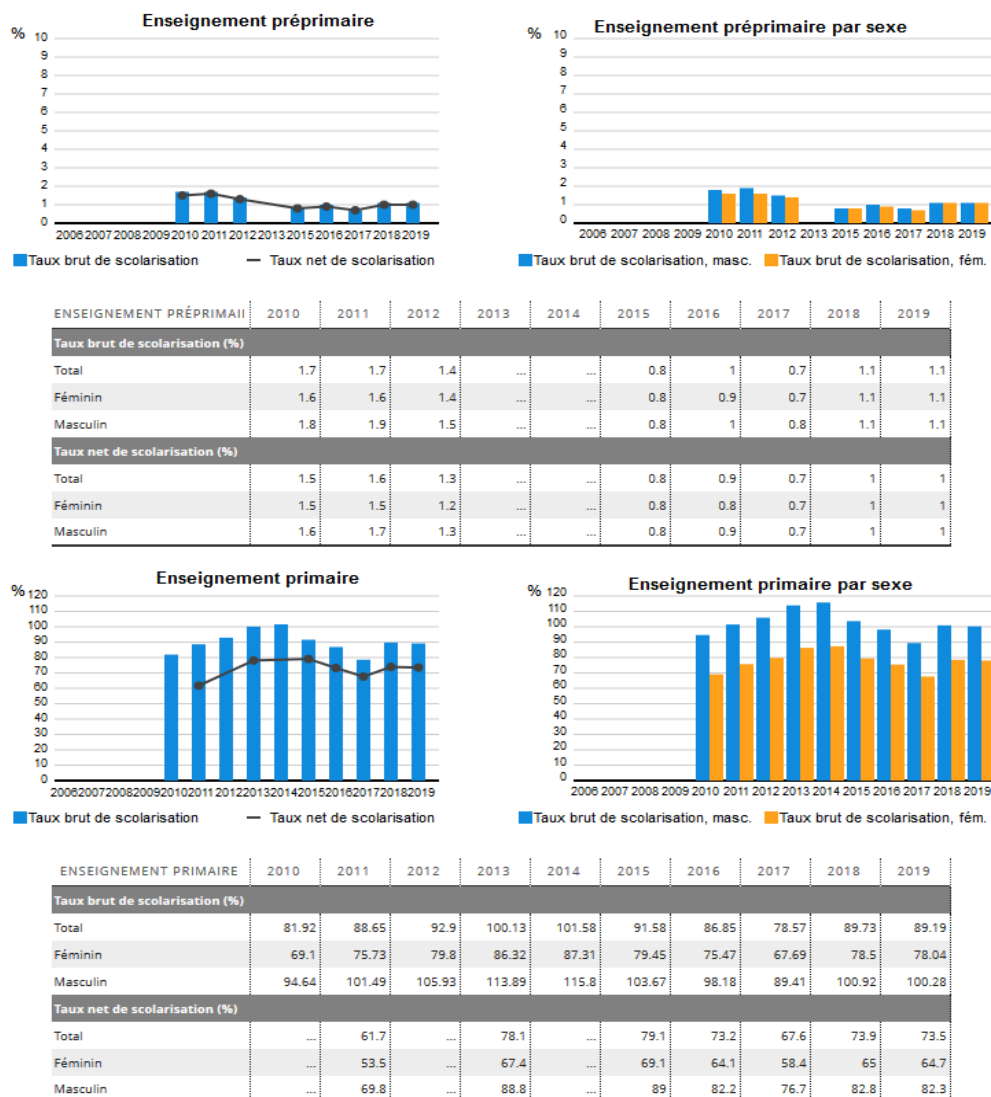 Enseignement préprimaire
%
10
9
8
7
6
5
4
3
2
1
0
2006 2007 2008 2009 2010 2011 2012 2013 2015 2016 2017 2018 2019
Taux brut de scolarisation Taux net de scolarisation
Enseignement préprimaire par sexe
%
10
9
8
7
6
5
4
3
2
1
0
2006 2007 2008 2009 2010 2011 2012 2013 2015 2016 2017 2018 2019
Taux brut de scolarisation, masc. Taux brut de scolarisation, fém.
ENSEIGNEMENT PRÉPRIMAII 2010 2011 2012 2013 2014 2015 2016 2017 2018 2019
Taux brut de scolarisation (%)
Total 1.7 1.7 1.4 ... ... 0.8 1 0.7 1.1 1.1
Féminin 1.6 1.6 1.4 ... ... 0.8 0.9 0.7 1.1 1.1
Masculin 1.8 1.9 1.5 ... ... 0.8 1 0.8 1.1 1.1
Taux net de scolarisation (%)
Total 1.5 1.6 1.3 ... ... 0.8 0.9 0.7 1 1
Féminin 1.5 1.5 1.2 ... ... 0.8 0.8 0.7 1 1
Masculin 1.6 1.7 1.3 ... ... 0.8 0.9 0.7 1 1
Enseignement primaire
%
120
110
100
90
80
70
60
50
40
30
20
10
0
2006 2007 2008 2009 2010 2011 2012 2013 2014 2015 2016 2017 2018 2019
Taux brut de scolarisation Taux net de scolarisation
Enseignement primaire par sexe
%
120
110
100
90
80
70
60
50
40
30
20
10
0
2006 2007 2008 2009 2010 2011 2012 2013 2014 2015 2016 2017 2018 2019
Taux brut de scolarisation, masc. Taux brut de scolarisation, fém.
ENSEIGNEMENT PRIMAIRE 2010 2011 2012 2013 2014 2015 2016 2017 2018 2019
Taux brut de scolarisation (%)
Total 81.92 88.65 92.9 100.13 101.58 91.58 86.85 78.57 89.73 89.19
Féminin 69.1 75.73 79.8 86.32 87.31 79.45 75.47 67.69 78.5 78.04
Masculin 94.64 101.49 105.93 113.89 115.8 103.67 98.18 89.41 100.92 100.28
Taux net de scolarisation (%)
Total ... 61.7 ... 78.1 ... 79.1 73.2 67.6 73.9 73.5
Féminin ... 53.5 ... 67.4 ... 69.1 64.1 58.4 65 64.7
Masculin ... 69.8 ... 88.8 ... 89 82.2 76.7 82.8 82.3